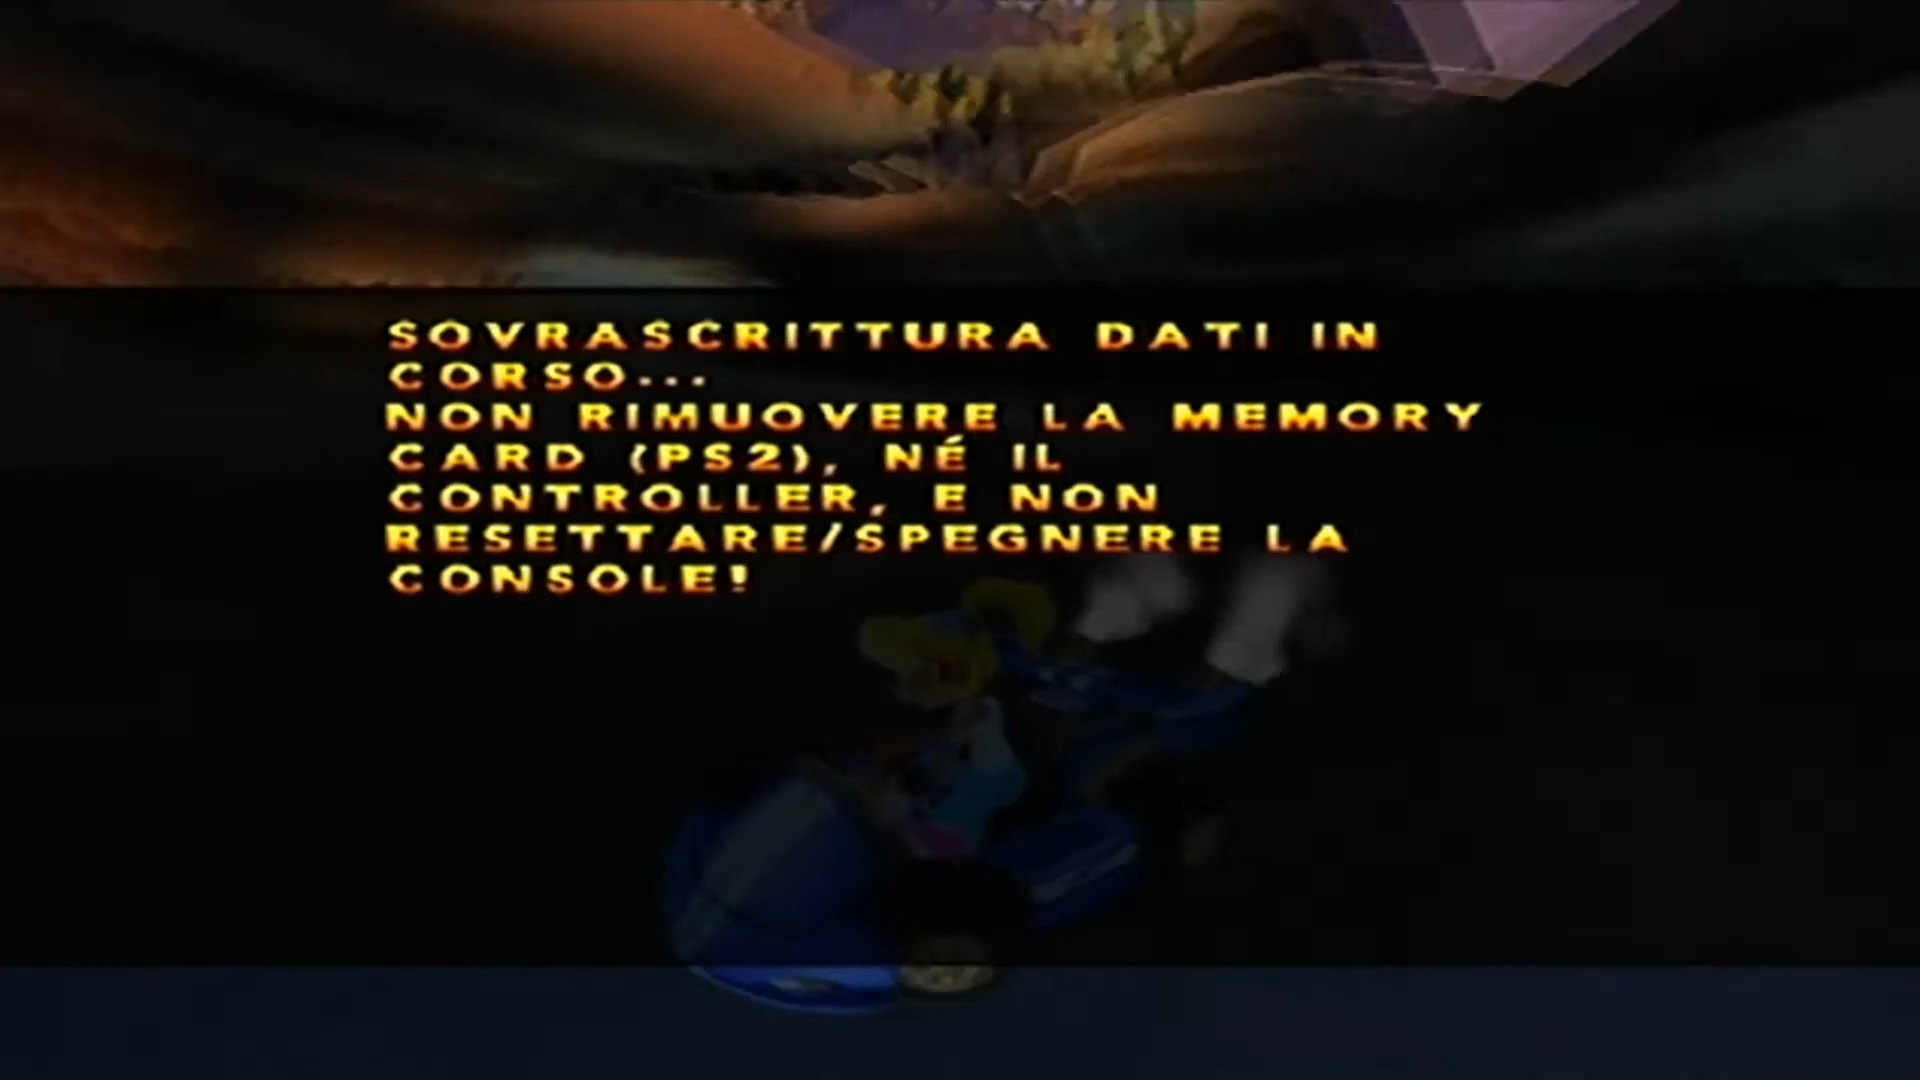 SOVRASCRITTURA DATI IN
CORSO...
NON RIMUOVERE LA MEMORY
CARD (PS2), NÉ IL
CONTROLLER, E NON
RESETTARE/SPEGNERE LA
CONSOLE!